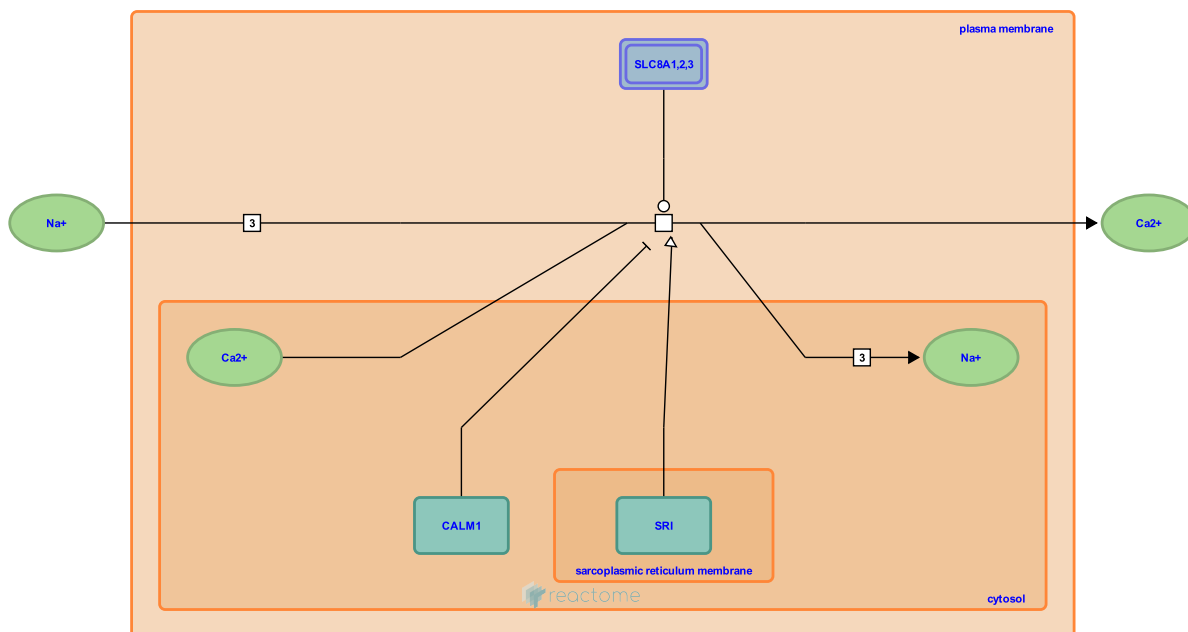 plasma membrane
SLC8A1,2,3
Na+
3
Ca2+
Ca2+
3
Na+
CALM1
SRI
sarcoplasmic reticulum membrane
reactome
cytosol